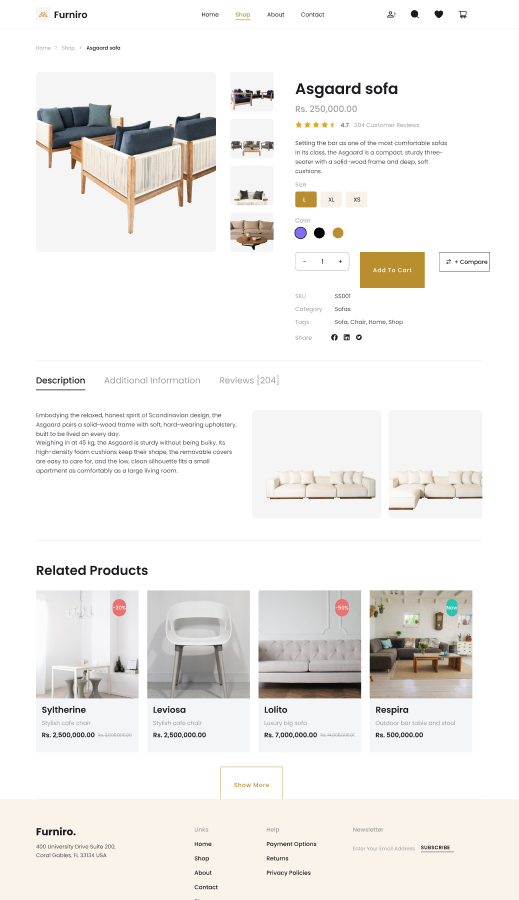 Furniro
Home Shop About Contact
Home > Shop > Asgaard sofa
Asgaard sofa
Rs. 250,000.00
4.7 204 Customer Reviews
Setting the bar as one of the most comfortable sofas
in its class, the Asgaard is a compact, sturdy three-
seater with a solid-wood frame and deep, soft
cushions.
Size
L XL XS
Color
- 1 +
Add To Cart
+ Compare
SKU SS001
Category Sofas
Tags Sofa, Chair, Home, Shop
Share
Description Additional Information Reviews [204]
Embodying the relaxed, honest spirit of Scandinavian design, the
Asgaard pairs a solid-wood frame with soft, hard-wearing upholstery,
built to be lived on every day.
Weighing in at 45 kg, the Asgaard is sturdy without being bulky. Its
high-density foam cushions keep their shape, the removable covers
are easy to care for, and the low, clean silhouette fits a small
apartment as comfortably as a large living room.
Related Products
-30%
-50%
New
Syltherine
Stylish cafe chair
Rs. 2,500,000.00
Leviosa
Stylish cafe chair
Rs. 2,500,000.00
Lolito
Luxury big sofa
Rs. 7,000,000.00
Respira
Outdoor bar table and stool
Rs. 500,000.00
Show More
Furniro.
400 University Drive Suite 200,
Coral Gables, FL 33134 USA
Links
Home
Shop
About
Contact
Help
Payment Options
Returns
Privacy Policies
Newsletter
Enter Your Email Address SUBSCRIBE